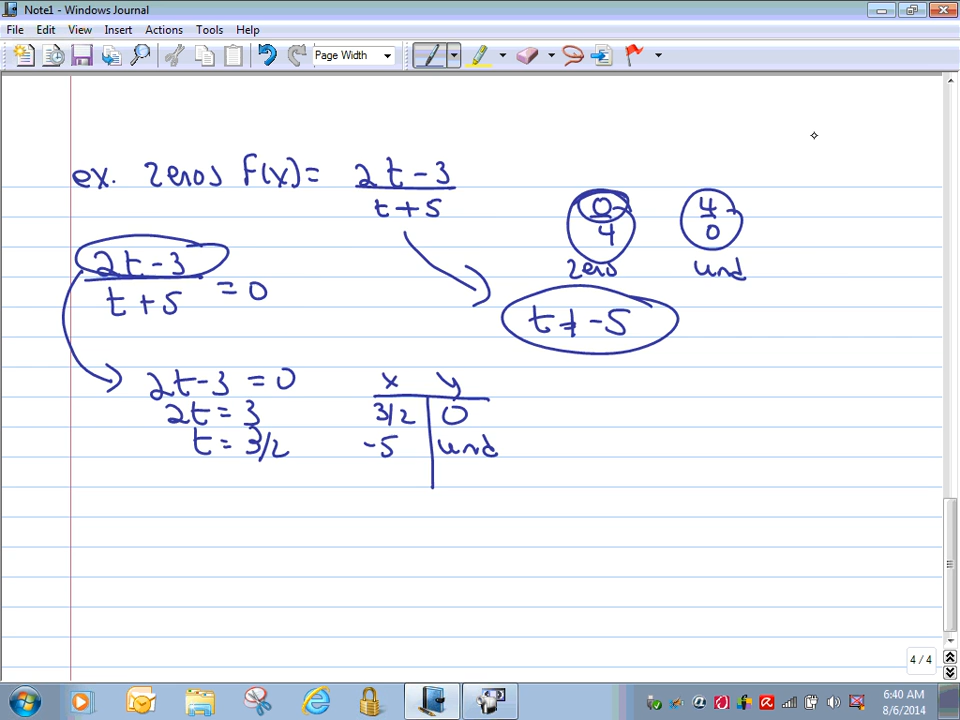 Note1 - Windows Journal
File Edit View Insert Actions Tools Help
Page Width
ex. zeros f(x) = 2t - 3 / t + 5
0/4 4/0
zero und
2t - 3 / t + 5 = 0
t ≠ -5
2t - 3 = 0
2t = 3
t = 3/2
x y
3/2 0
-5 und
4 / 4
6:40 AM
8/6/2014